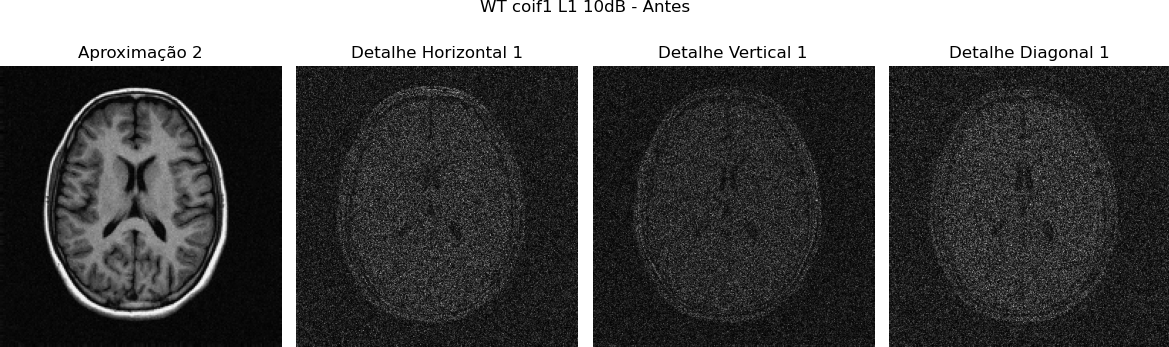 WT coif1 L1 10dB - Antes
Aproximação 2
Detalhe Horizontal 1
Detalhe Vertical 1
Detalhe Diagonal 1